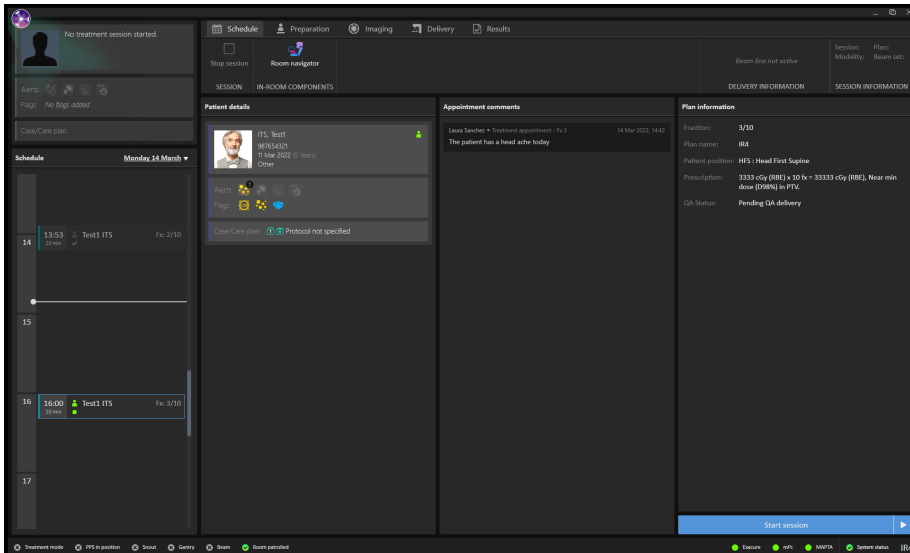 No treatment session started.
Alerts:
Flags: No flags added
Case/Care plan:
Schedule
Monday 14 March
14
13:53 Test1 ITS Fx: 2/10
20 min
15
16
16:00 Test1 ITS Fx: 3/10
20 min
17
Schedule Preparation Imaging Delivery Results
Stop session Room navigator
SESSION IN-ROOM COMPONENTS
Beam line not active
DELIVERY INFORMATION
Session: Plan:
Modality: Beam set:
SESSION INFORMATION
Patient details
ITS, Test1
987654321
11 Mar 2022 (0 Years)
Other
Alerts: 1
Flags:
Case/Care plan: Protocol not specified
Appointment comments
Laura Sanchez • Treatment appointment - Fx 3 14 Mar 2022, 14:42
The patient has a head ache today
Plan information
Fraction: 3/10
Plan name: IR4
Patient position: HFS : Head First Supine
Prescription: 3333 cGy (RBE) x 10 fx = 33333 cGy (RBE), Near min
dose (D98%) in PTV.
QA Status: Pending QA delivery
Start session
Treatment mode PPS in position Snout Gantry Beam Room patrolled
Exacure mPc MAPTA System status IR4